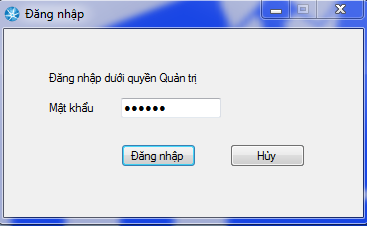 Đăng nhập
Đăng nhập dưới quyền Quản trị
Mật khẩu ••••••
Đăng nhập Hủy